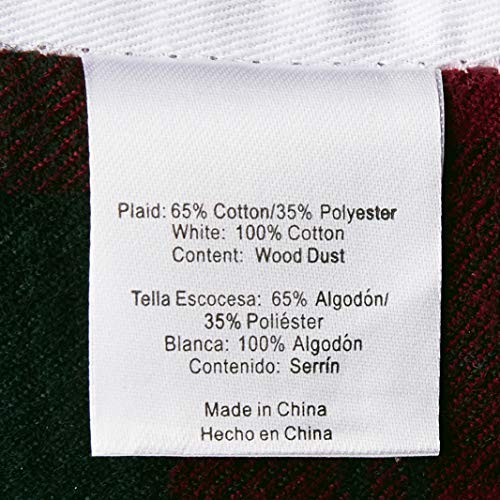 Plaid: 65% Cotton/35% Polyester
White: 100% Cotton
Content: Wood Dust
Tella Escocesa: 65% Algodón/
35% Poliéster
Blanca: 100% Algodón
Contenido: Serrín
Made in China
Hecho en China